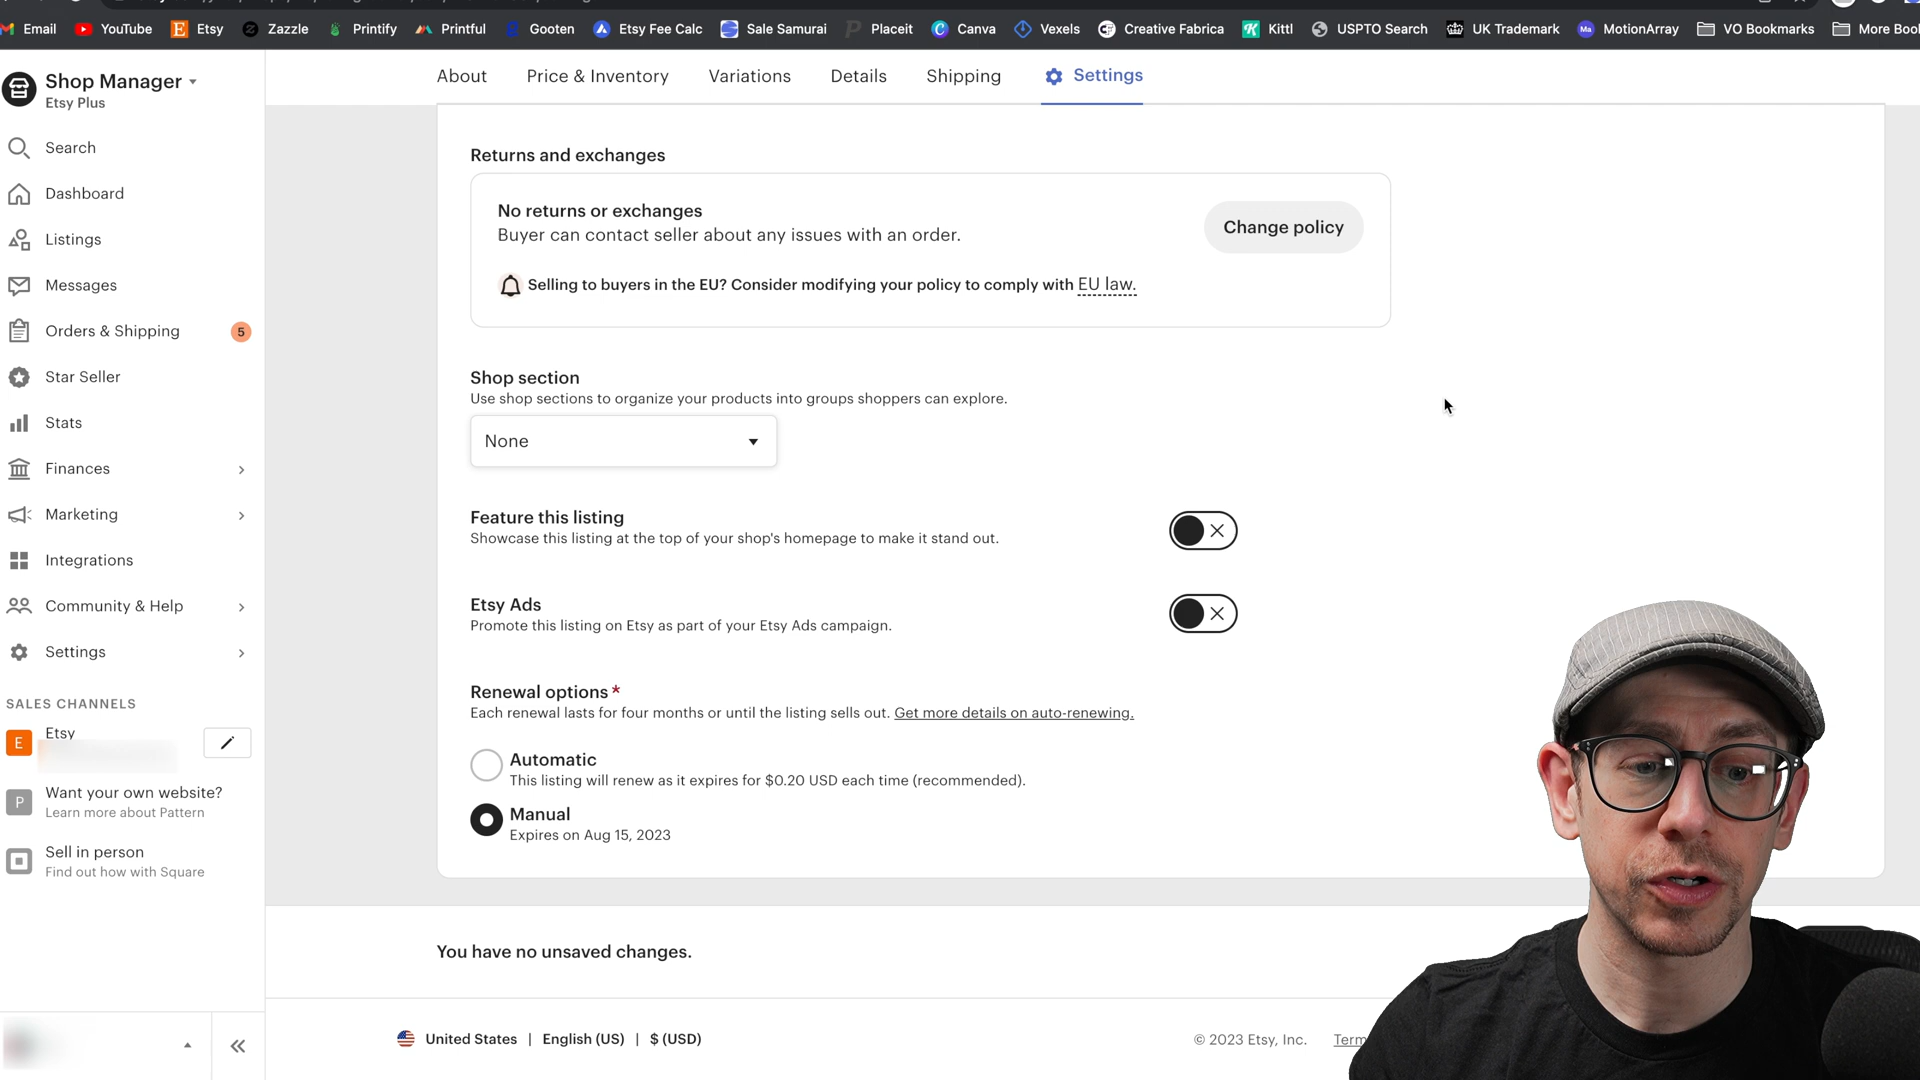 Email
YouTube
Etsy
Zazzle
Printify
Printful
Gooten
Etsy Fee Calc
Sale Samurai
Placeit
Canva
Vexels
Creative Fabrica
Kittl
USPTO Search
UK Trademark
MotionArray
VO Bookmarks
More Bool
Shop Manager
Etsy Plus
Search
Dashboard
Listings
Messages
Orders & Shipping 5
Star Seller
Stats
Finances
Marketing
Integrations
Community & Help
Settings
SALES CHANNELS
E Etsy
P Want your own website?
Learn more about Pattern
Sell in person
Find out how with Square
About
Price & Inventory
Variations
Details
Shipping
Settings
Returns and exchanges
No returns or exchanges
Buyer can contact seller about any issues with an order.
Change policy
Selling to buyers in the EU? Consider modifying your policy to comply with EU law.
Shop section
Use shop sections to organize your products into groups shoppers can explore.
None
Feature this listing
Showcase this listing at the top of your shop's homepage to make it stand out.
Etsy Ads
Promote this listing on Etsy as part of your Etsy Ads campaign.
Renewal options *
Each renewal lasts for four months or until the listing sells out. Get more details on auto-renewing.
Automatic
This listing will renew as it expires for $0.20 USD each time (recommended).
Manual
Expires on Aug 15, 2023
You have no unsaved changes.
United States | English (US) | $ (USD)
© 2023 Etsy, Inc. Term